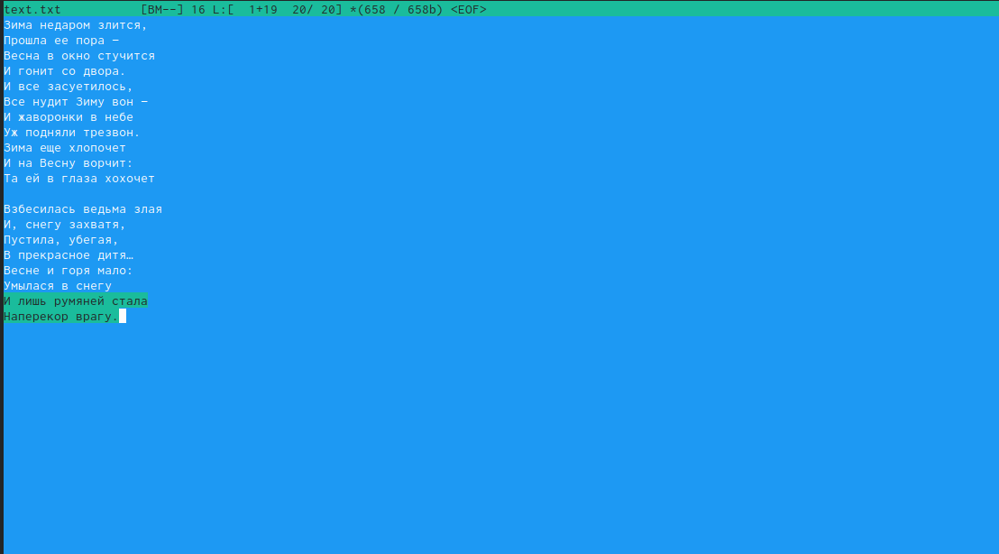 text.txt [BM--] 16 L:[ 1+19 20/ 20] *(658 / 658b) <EOF>
Зима недаром злится,
Прошла ее пора –
Весна в окно стучится
И гонит со двора.
И все засуетилось,
Все нудит Зиму вон –
И жаворонки в небе
Уж подняли трезвон.
Зима еще хлопочет
И на Весну ворчит:
Та ей в глаза хохочет

Взбесилась ведьма злая
И, снегу захватя,
Пустила, убегая,
В прекрасное дитя…
Весне и горя мало:
Умылася в снегу
И лишь румяней стала
Наперекор врагу.